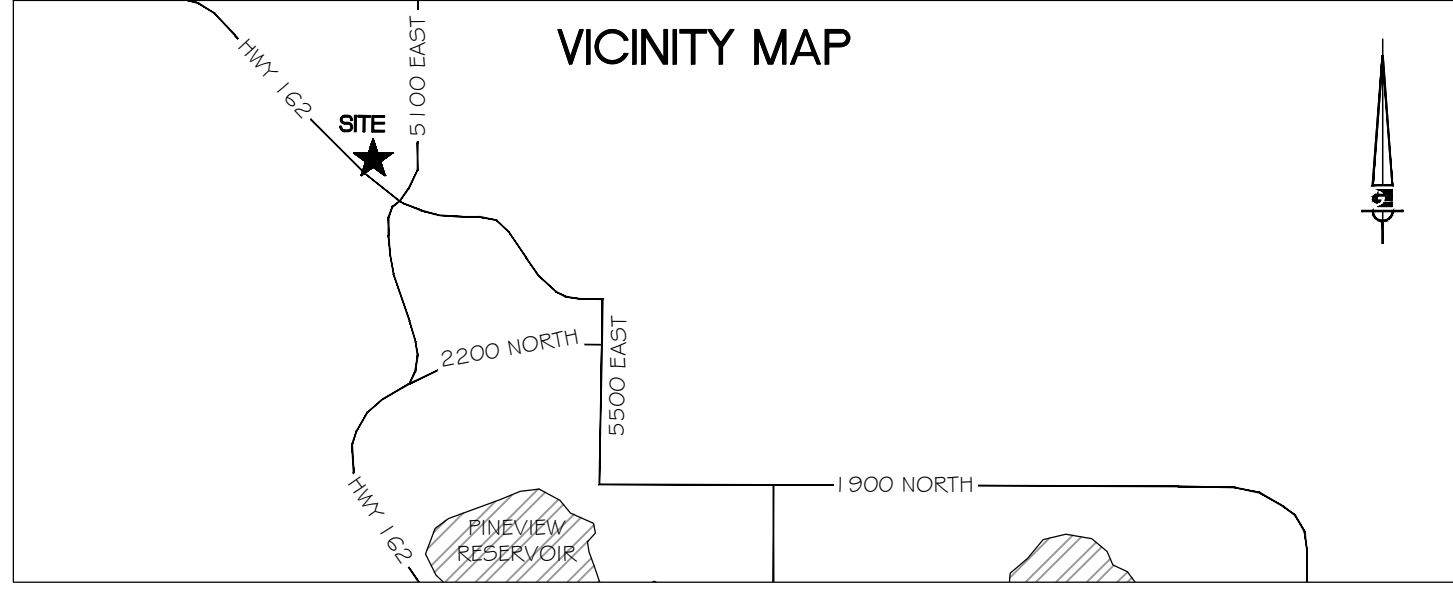 VICINITY MAP
HWY 162
5100 EAST
SITE
2200 NORTH
5500 EAST
1900 NORTH
HWY 162
PINEVIEW
RESERVOIR